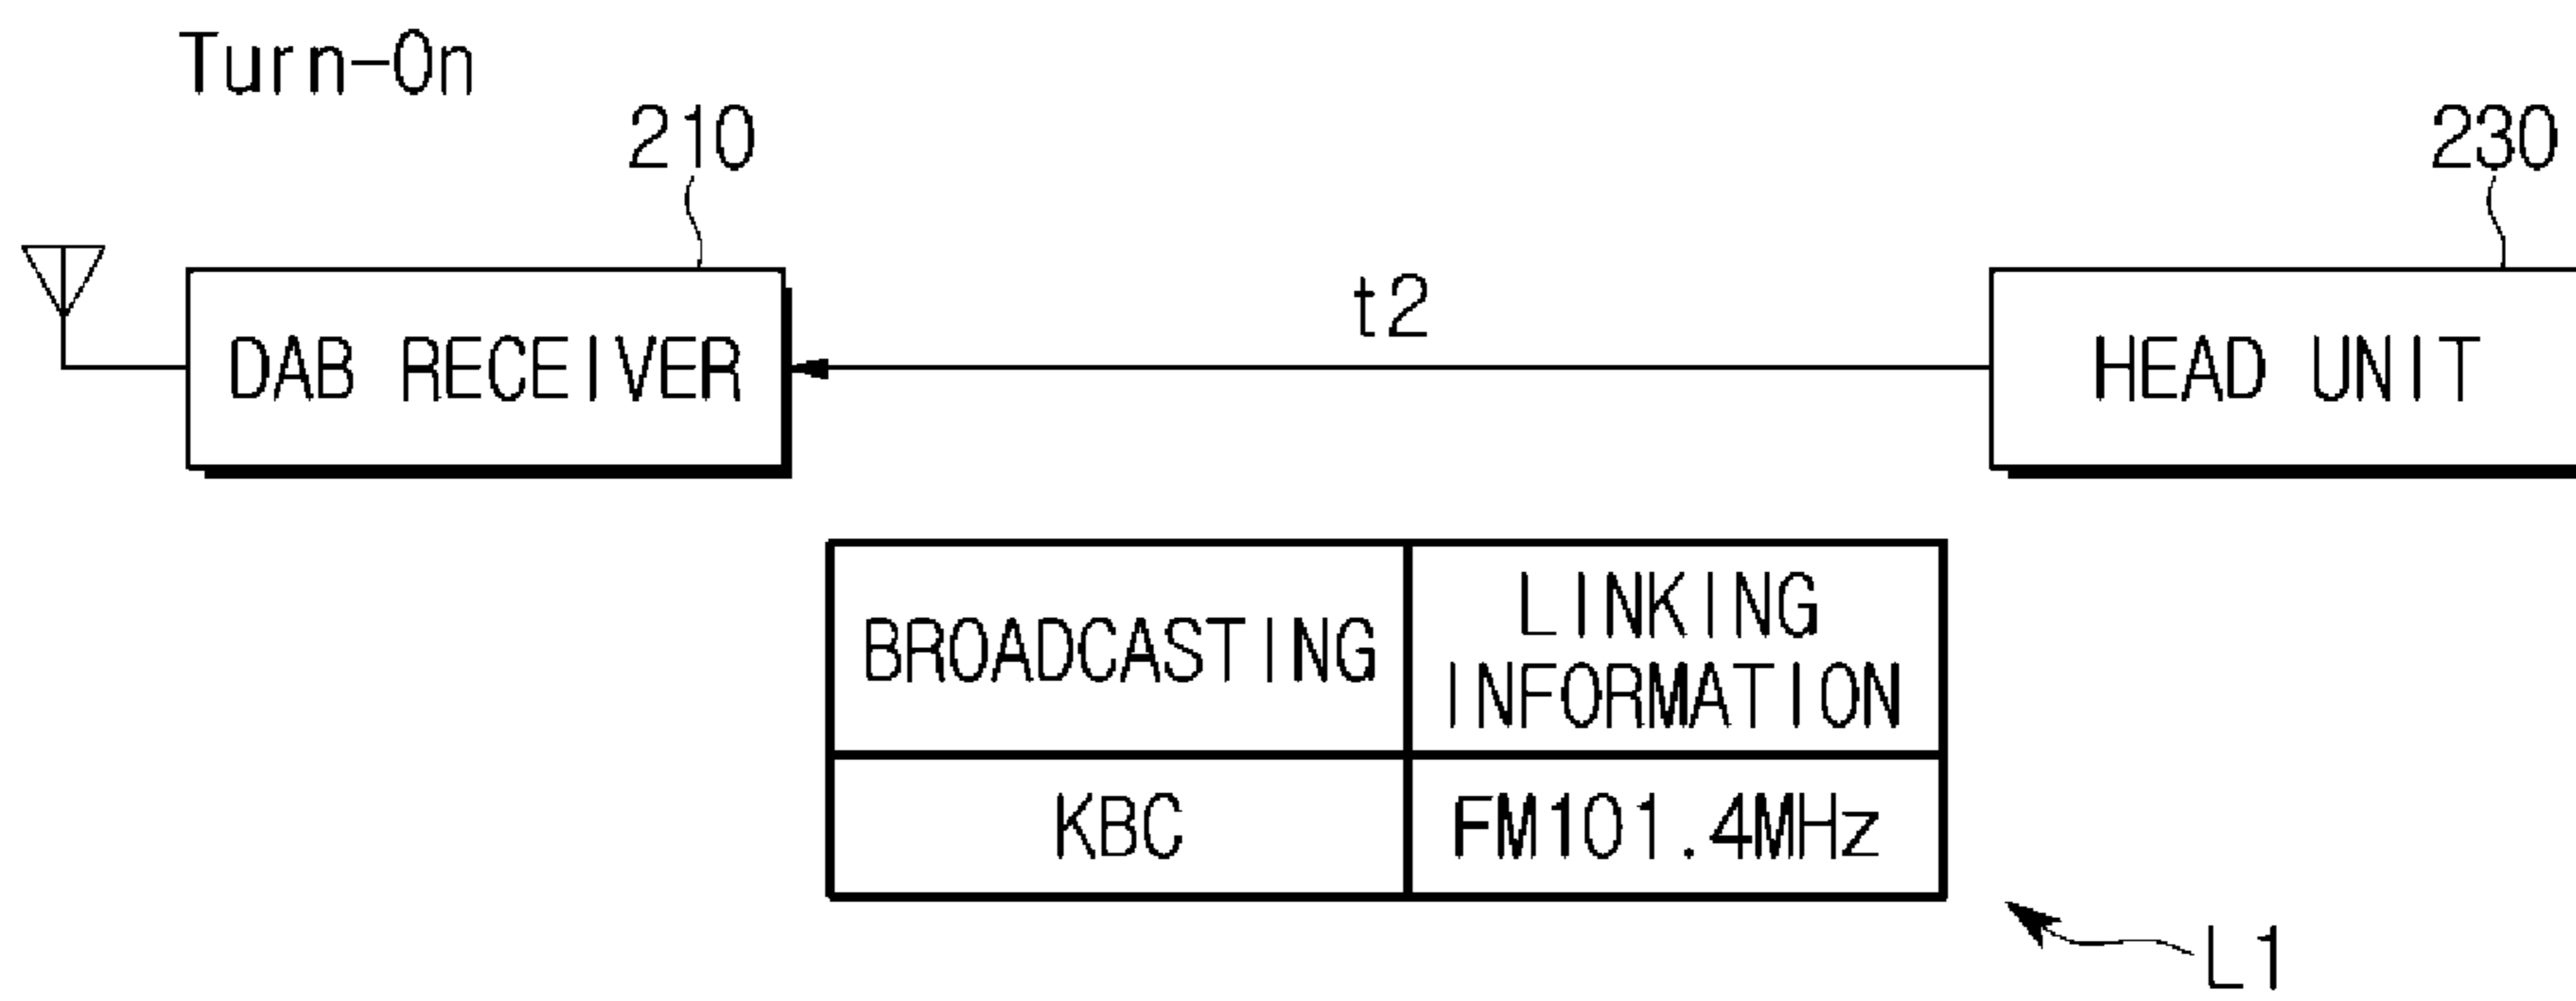 Turn-On
210
230
t2
DAB RECEIVER
HEAD UNIT
BROADCASTING
LINKING
INFORMATION
KBC
FM101.4MHz
L1